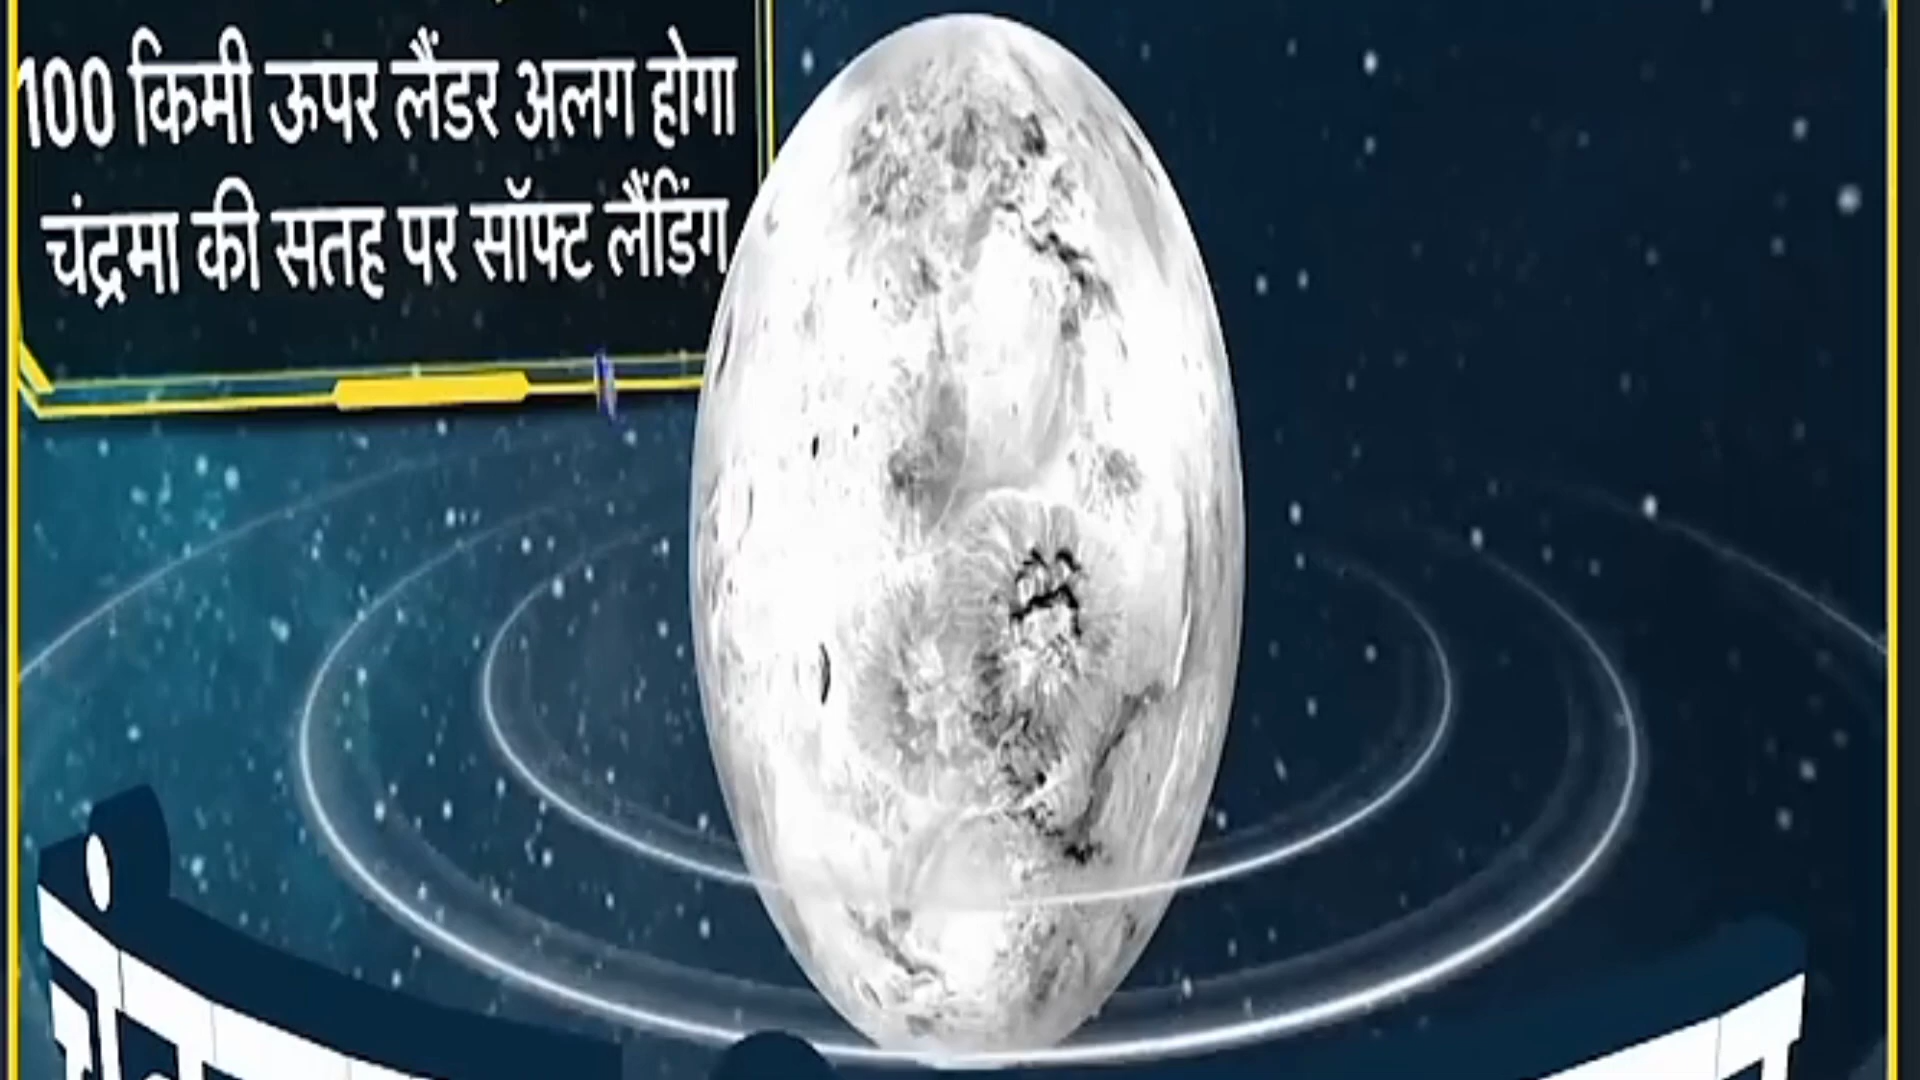 100 किमी ऊपर लैंडर अलग होगा
चंद्रमा की सतह पर सॉफ्ट लैंडिंग